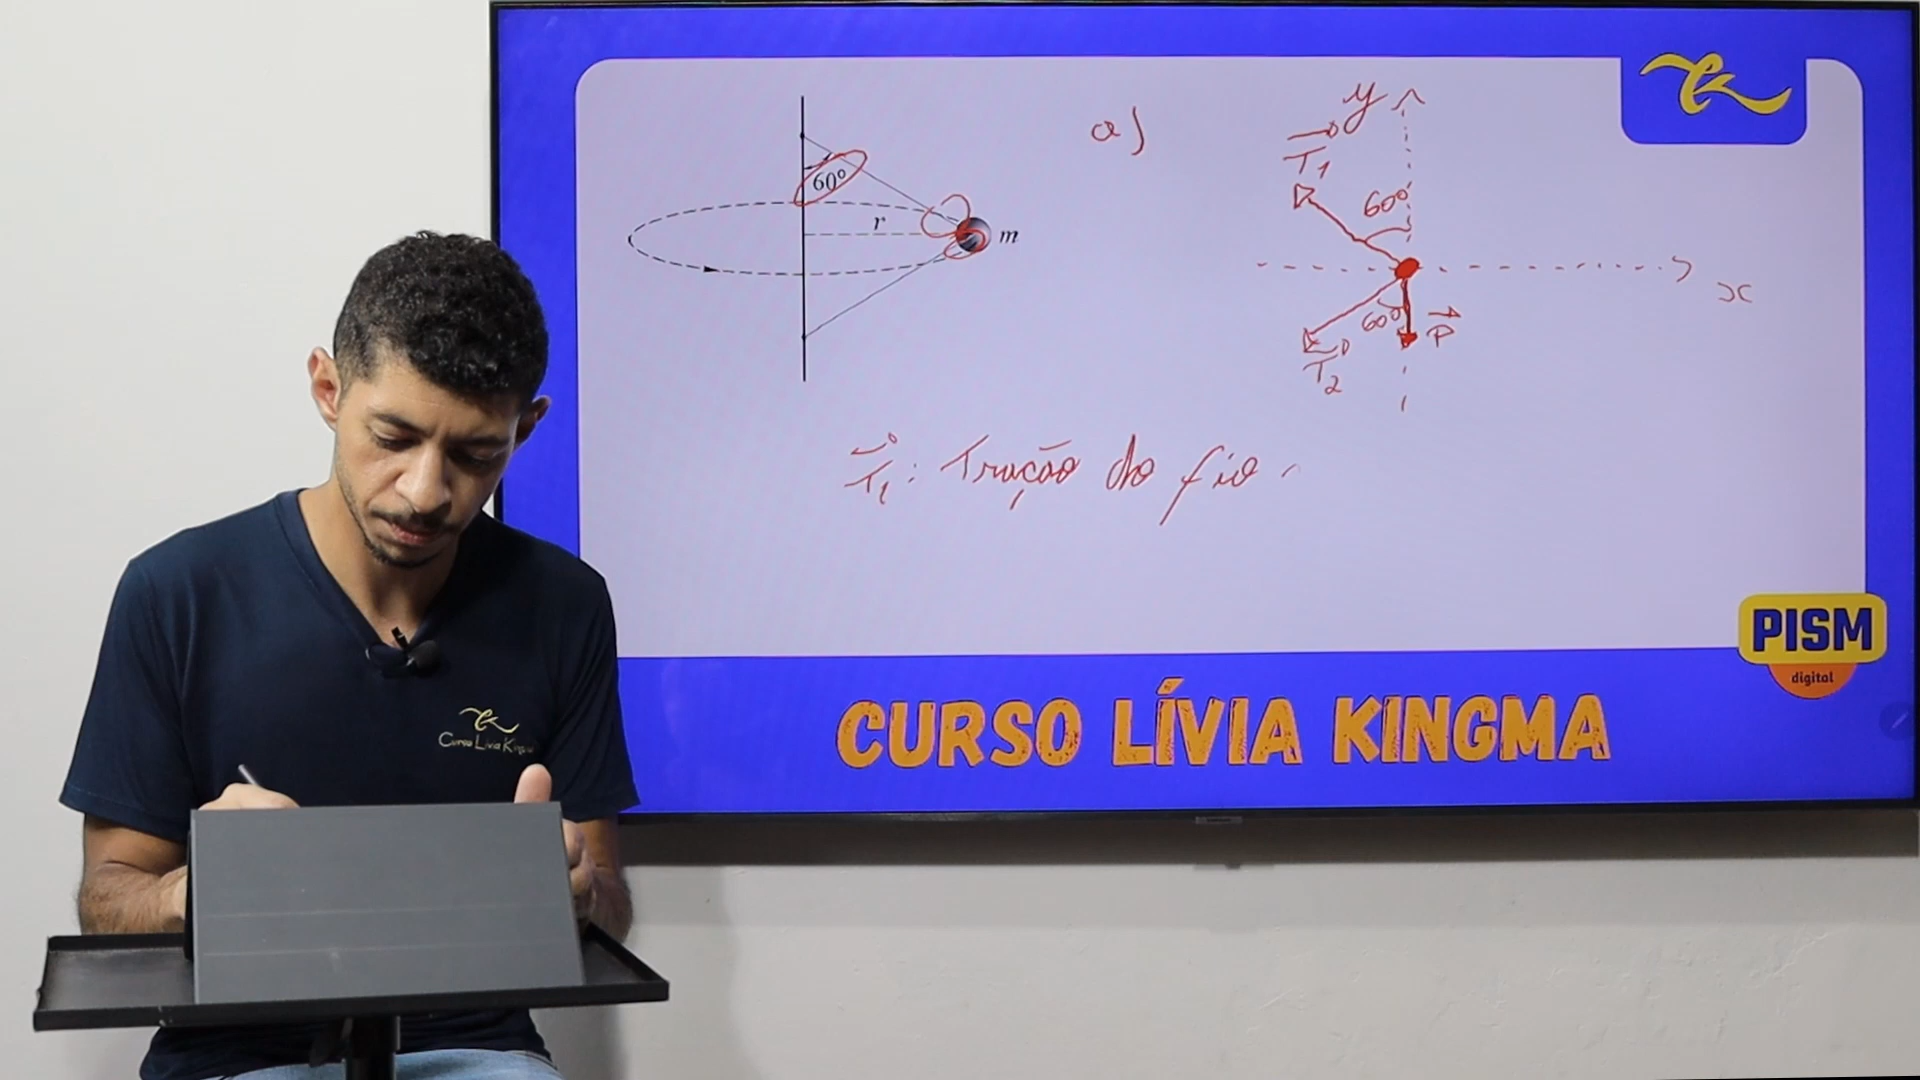 a)
y
T₁
60°
60°
r
m
x
60°
P
T₂
T₁: Tração do fio
PISM
digital
CURSO LÍVIA KINGMA
Curso Lívia Kingma